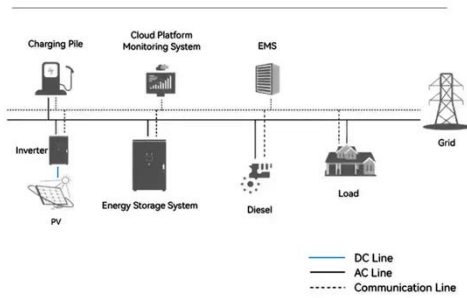 Charging Pile
Cloud Platform
Monitoring System
EMS
Grid
Inverter
PV
Energy Storage System
Diesel
Load
DC Line
AC Line
Communication Line